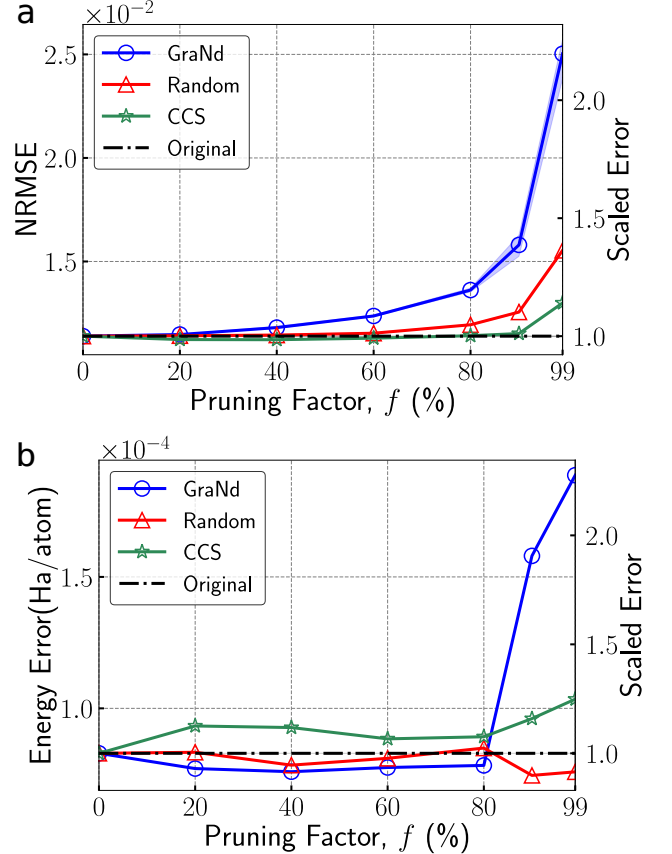 a
×10⁻²
2.5
2.0
1.5
NRMSE
GraNd
Random
CCS
Original
2.0
1.5
1.0
Scaled Error
0
20
40
60
80
99
Pruning Factor, f (%)
b
×10⁻⁴
1.5
1.0
Energy Error(Ha/atom)
GraNd
Random
CCS
Original
2.0
1.5
1.0
Scaled Error
0
20
40
60
80
99
Pruning Factor, f (%)